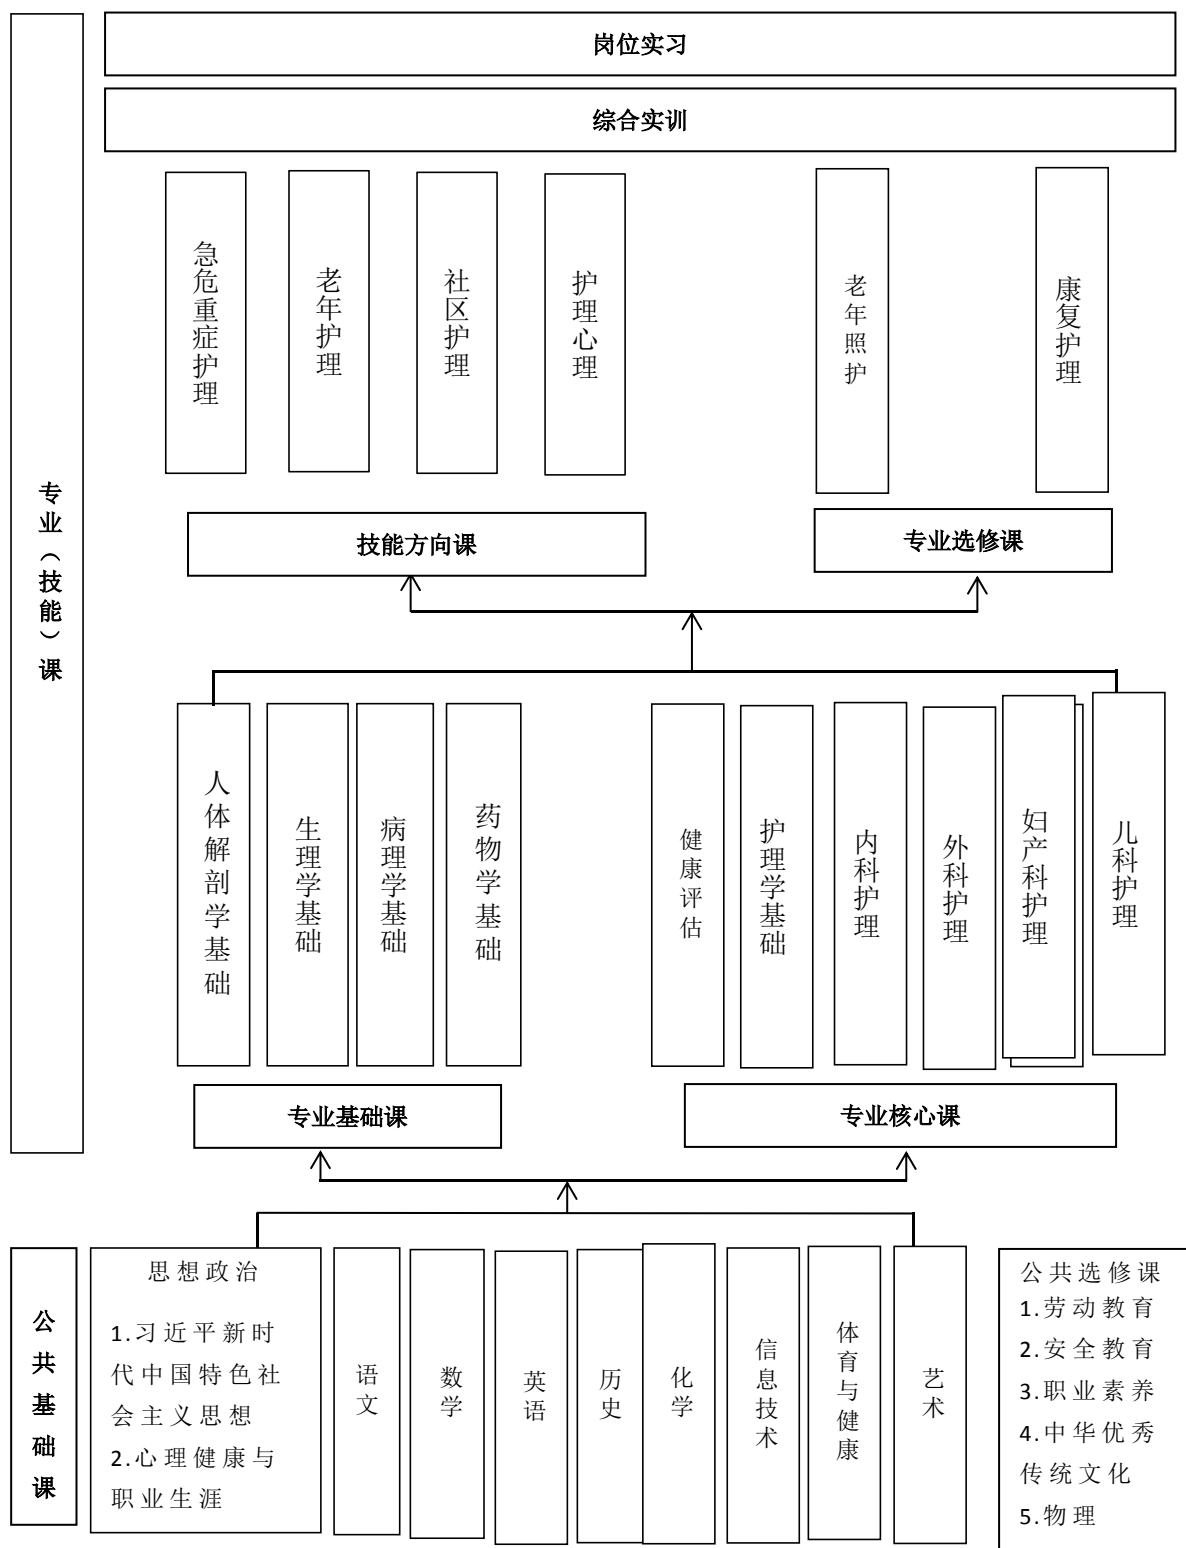 岗位实习
综合实训
专业（技能）课
急危重症护理
老年护理
社区护理
护理心理
老年照护
康复护理
技能方向课
专业选修课
人体解剖学基础
生理学基础
病理学基础
药物学基础
健康评估
护理学基础
内科护理
外科护理
妇产科护理
儿科护理
专业基础课
专业核心课
公共基础课
思想政治
1.习近平新时
代中国特色社
会主义思想
2.心理健康与
职业生涯
语文
数学
英语
历史
化学
信息技术
体育与健康
艺术
公共选修课
1.劳动教育
2.安全教育
3.职业素养
4.中华优秀
传统文化
5.物理